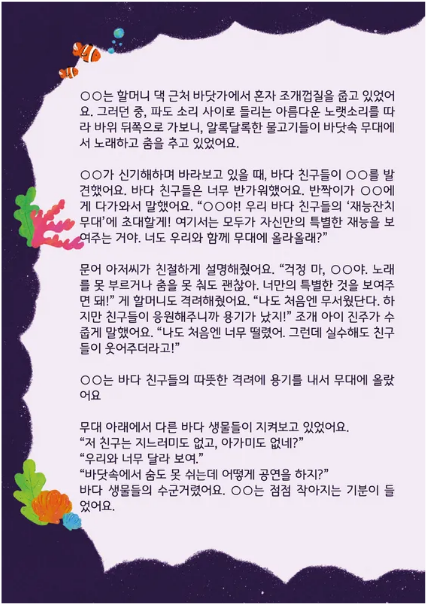 ○○는 할머니 댁 근처 바닷가에서 혼자 조개껍질을 줍고 있었어
요. 그러던 중, 파도 소리 사이로 들리는 아름다운 노랫소리를 따
라 바위 뒤쪽으로 가보니, 알록달록한 물고기들이 바닷속 무대에
서 노래하고 춤을 추고 있었어요.
○○가 신기해하며 바라보고 있을 때, 바다 친구들이 ○○를 발
견했어요. 바다 친구들은 너무 반가워했어요. 반짝이가 ○○에
게 다가와서 말했어요. “○○야! 우리 바다 친구들의 ‘재능잔치
무대’에 초대할게! 여기서는 모두가 자신만의 특별한 재능을 보
여주는 거야. 너도 우리와 함께 무대에 올라올래?”
문어 아저씨가 친절하게 설명해줬어요. “걱정 마, ○○야. 노래
를 못 부르거나 춤을 못 춰도 괜찮아. 너만의 특별한 것을 보여주
면 돼!” 게 할머니도 격려해줬어요. “나도 처음엔 무서웠단다. 하
지만 친구들이 응원해주니까 용기가 났지!” 조개 아이 진주가 수
줍게 말했어요. “나도 처음엔 너무 떨렸어. 그런데 실수해도 친구
들이 웃어주더라고!”
○○는 바다 친구들의 따뜻한 격려에 용기를 내서 무대에 올랐
어요
무대 아래에서 다른 바다 생물들이 지켜보고 있었어요.
“저 친구는 지느러미도 없고, 아가미도 없네?”
“우리와 너무 달라 보여.”
“바닷속에서 숨도 못 쉬는데 어떻게 공연을 하지?”
바다 생물들의 수군거렸어요. ○○는 점점 작아지는 기분이 들
었어요.